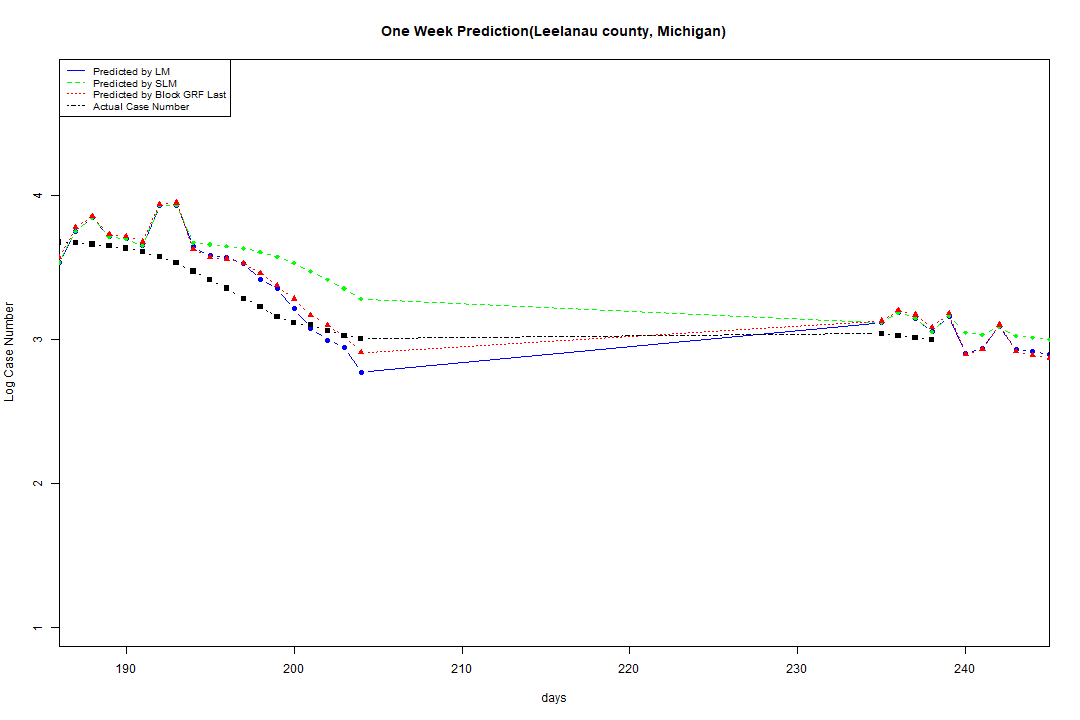 One Week Prediction(Leelanau county, Michigan)
Predicted by LM
Predicted by SLM
Predicted by Block GRF Last
Actual Case Number
4
3
2
1
Log Case Number
190 200 210 220 230 240
days